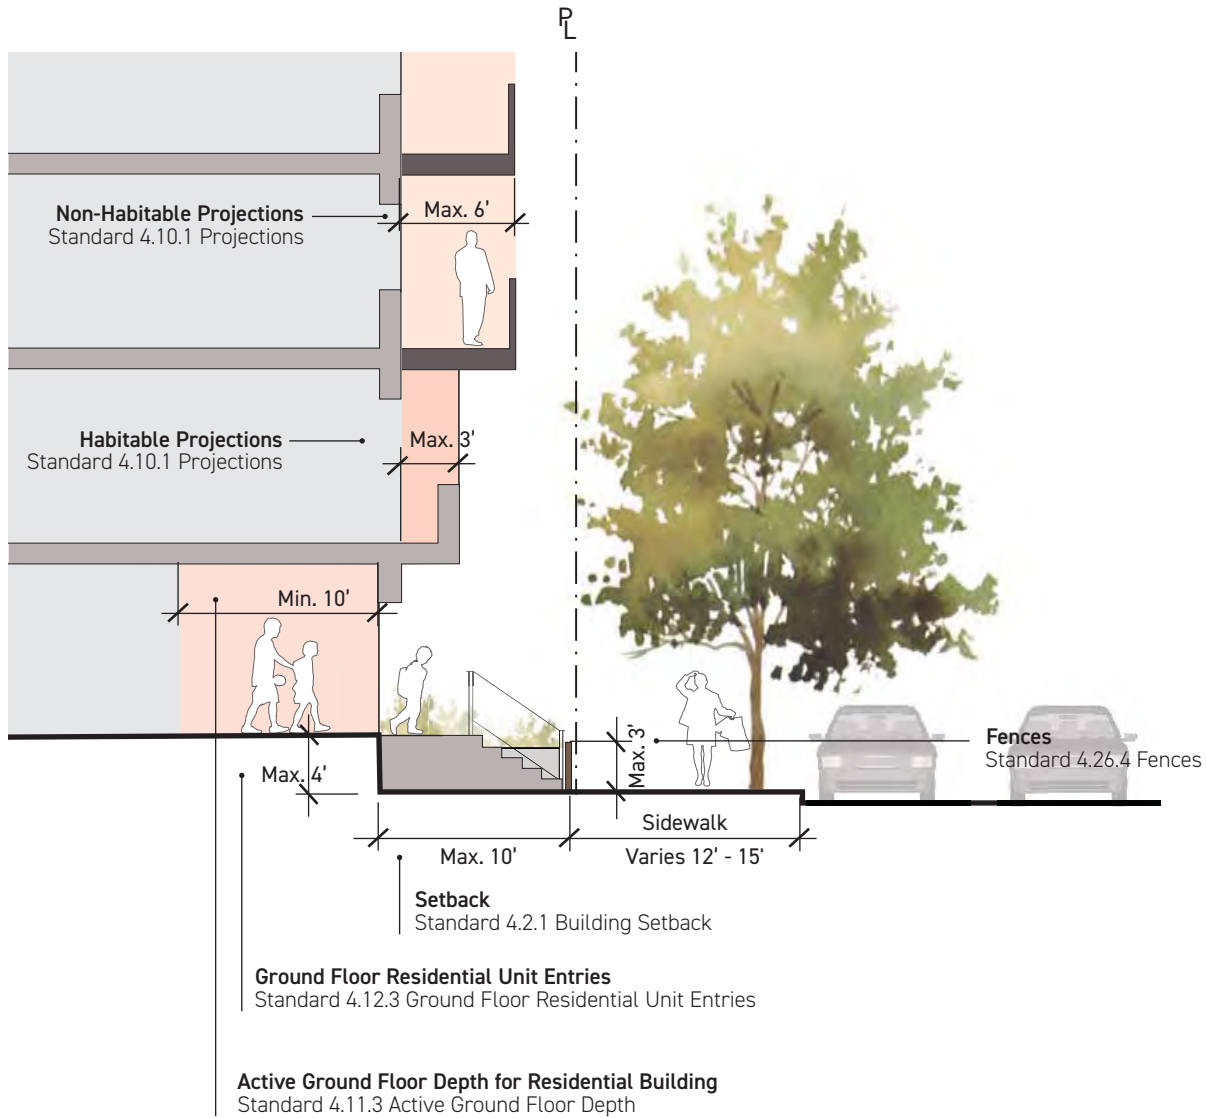 PL
Non-Habitable Projections
Standard 4.10.1 Projections
Max. 6'
Habitable Projections
Standard 4.10.1 Projections
Max. 3'
Min. 10'
Max. 4'
Max. 3'
Fences
Standard 4.26.4 Fences
Sidewalk
Max. 10'
Varies 12' - 15'
Setback
Standard 4.2.1 Building Setback
Ground Floor Residential Unit Entries
Standard 4.12.3 Ground Floor Residential Unit Entries
Active Ground Floor Depth for Residential Building
Standard 4.11.3 Active Ground Floor Depth